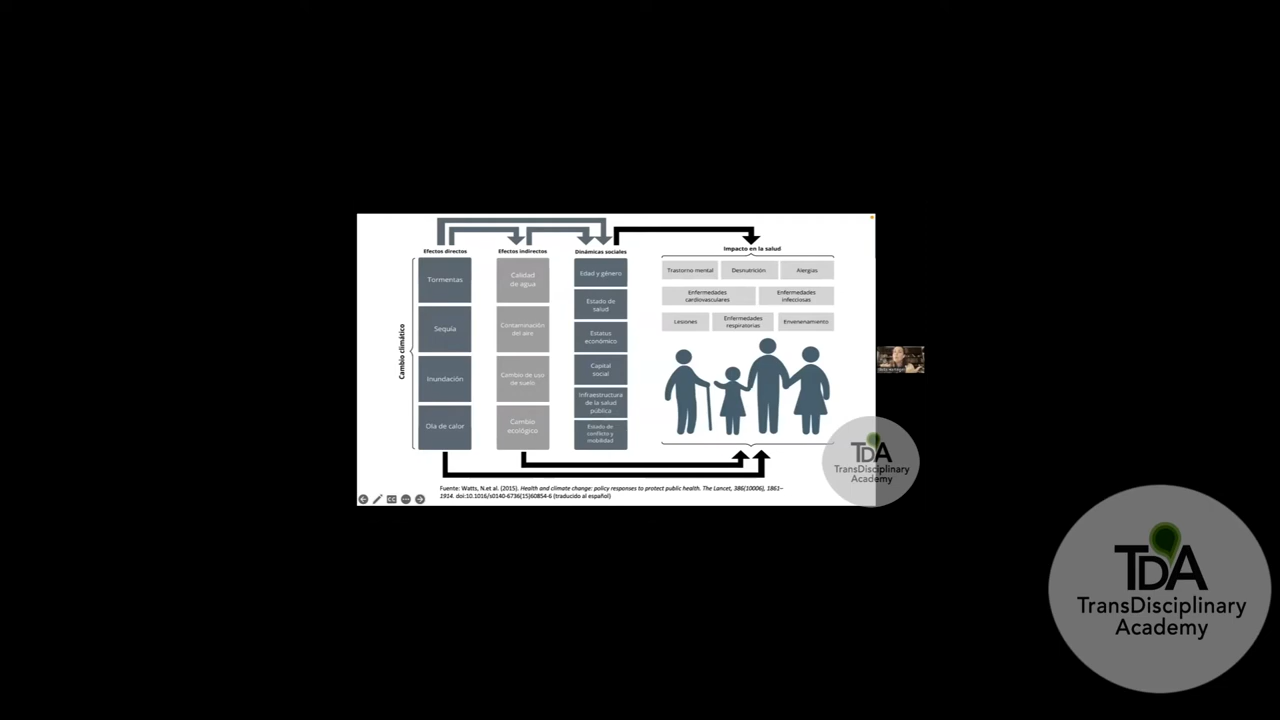 Efectos directos
Efectos indirectos
Dinámicas sociales
Impacto en la salud
Cambio climático
Tormentas
Sequía
Inundación
Ola de calor
Calidad
de agua
Contaminación
del aire
Cambio de uso
de suelo
Cambio
ecológico
Edad y género
Estado de
salud
Estatus
económico
Capital
social
Infraestructura
de la salud
pública
Estado de
conflicto y
mobilidad
Trastorno mental
Desnutrición
Alergias
Enfermedades
cardiovasculares
Enfermedades
infecciosas
Lesiones
Enfermedades
respiratorias
Envenenamiento
Fuente: Watts, N.et al. (2015). Health and climate change: policy responses to protect public health. The Lancet, 386(10006), 1861–
1914. doi:10.1016/s0140-6736(15)60854-6 (traducido al español)
CC
TDA
TransDisciplinary
Academy
TDA
TransDisciplinary
Academy